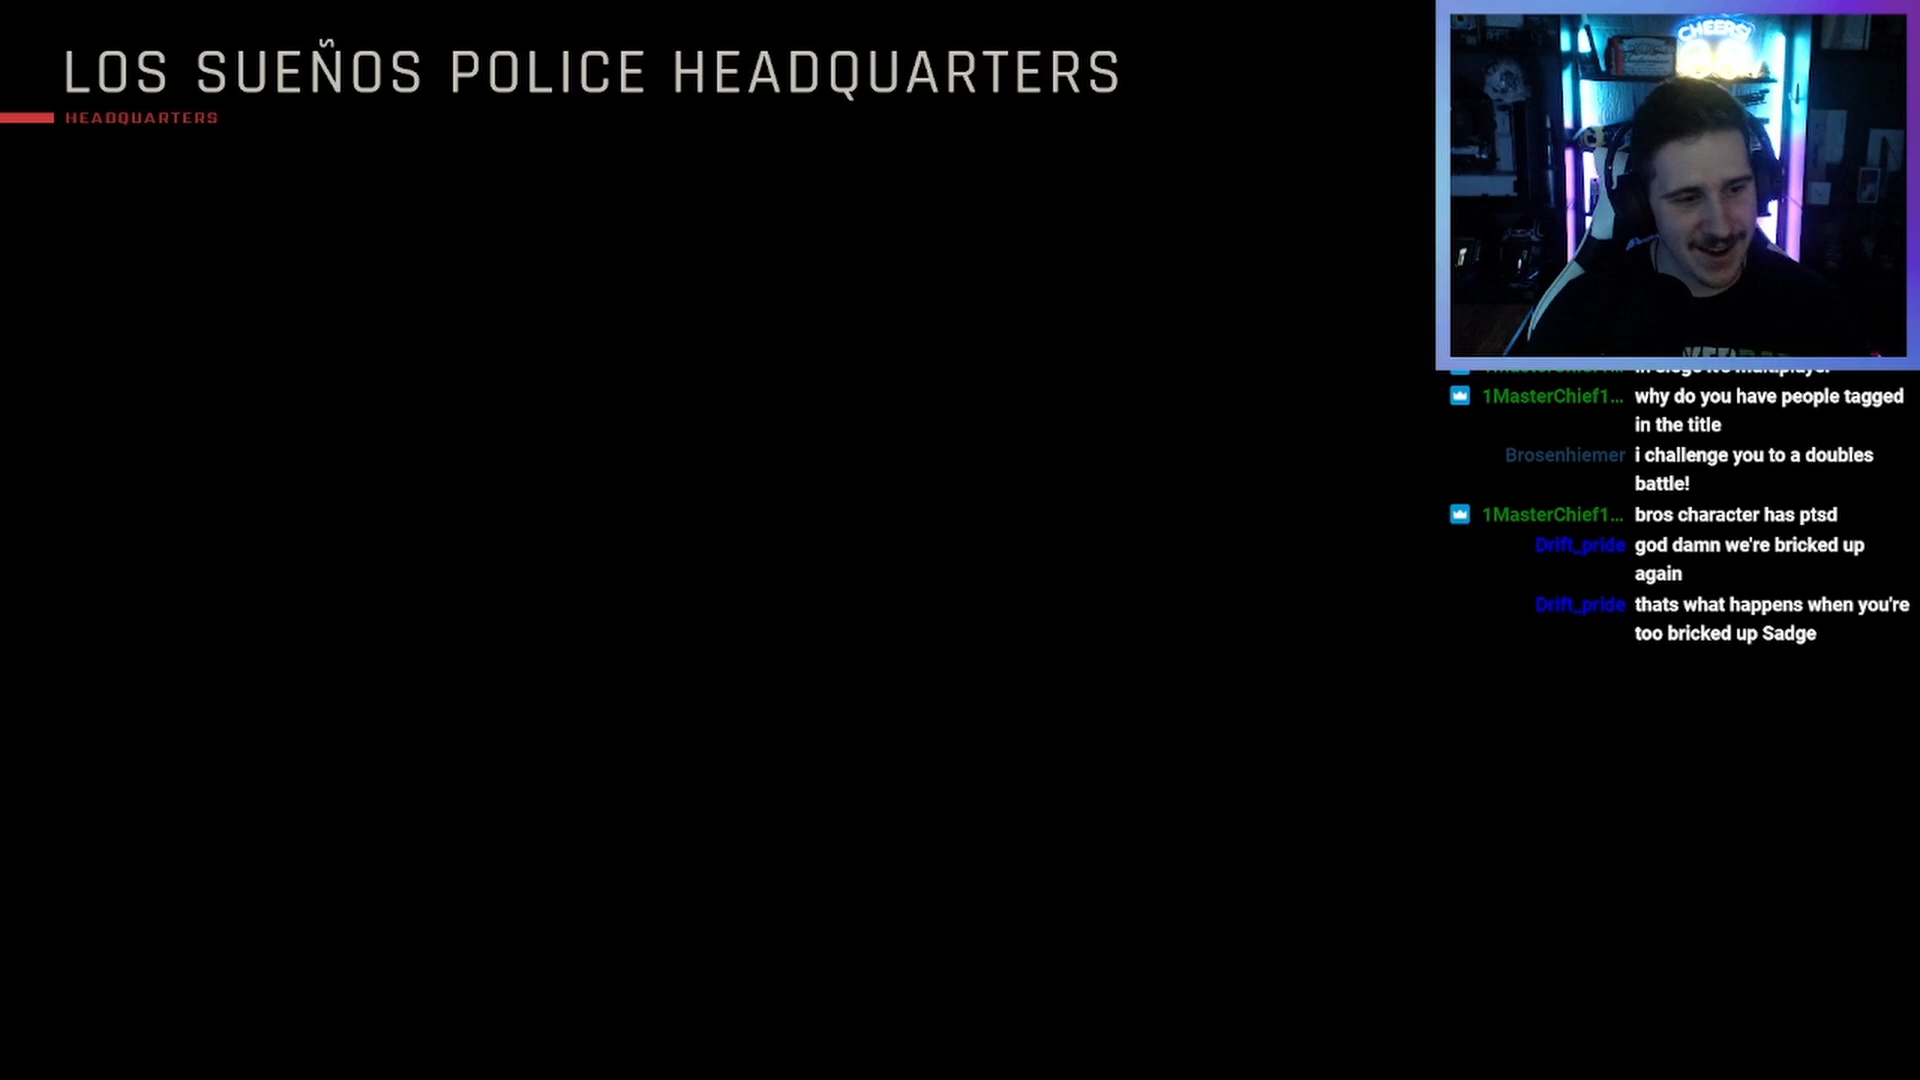 LOS SUEÑOS POLICE HEADQUARTERS
HEADQUARTERS
CHEERS!
1MasterChief1... why do you have people tagged
in the title
Brosenhiemer i challenge you to a doubles
battle!
1MasterChief1... bros character has ptsd
Drift_pride god damn we're bricked up
again
Drift_pride thats what happens when you're
too bricked up Sadge